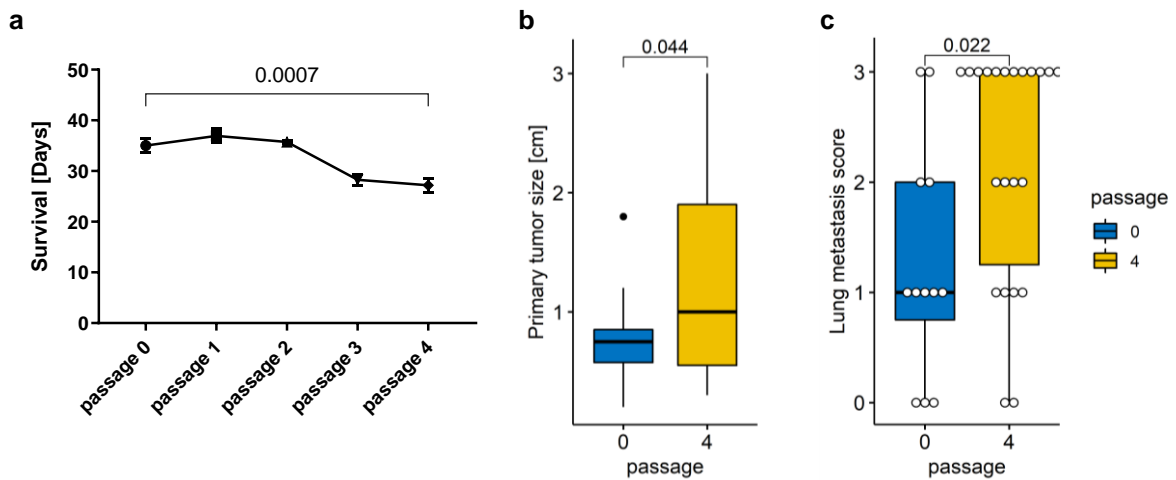 a
0.0007
Survival [Days]
50
40
30
20
10
0
passage 0
passage 1
passage 2
passage 3
passage 4
b
0.044
Primary tumor size [cm]
3
2
1
0
4
passage
c
0.022
Lung metastasis score
3
2
1
0
0
4
passage
passage
0
4